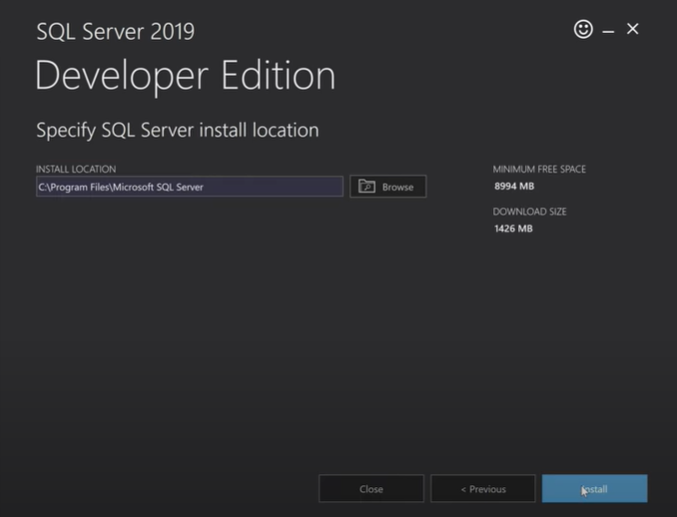 SQL Server 2019
Developer Edition
Specify SQL Server install location
INSTALL LOCATION
C:\Program Files\Microsoft SQL Server
Browse
MINIMUM FREE SPACE
8994 MB
DOWNLOAD SIZE
1426 MB
Close
< Previous
Install